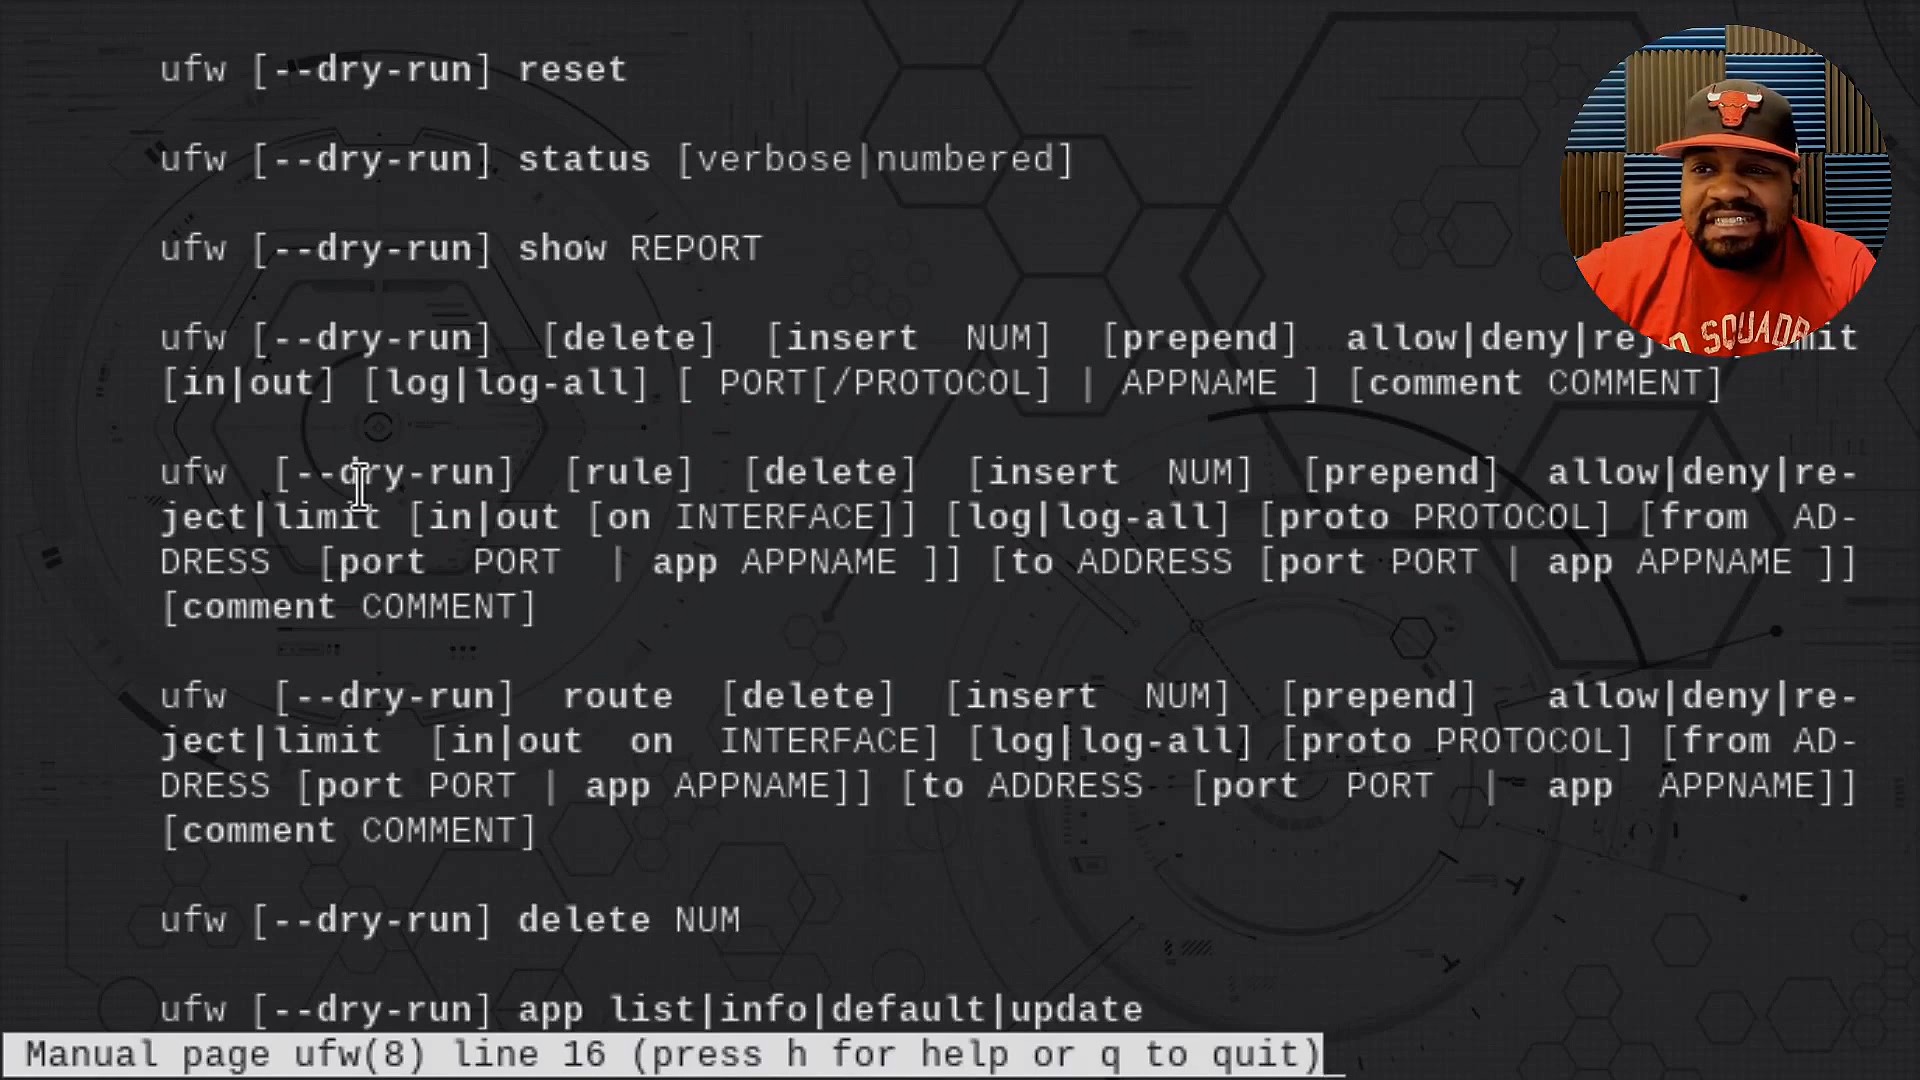 ufw [--dry-run] reset
ufw [--dry-run] status [verbose|numbered]
ufw [--dry-run] show REPORT
ufw [--dry-run] [delete] [insert NUM] [prepend] allow|deny|rej imit
[in|out] [log|log-all] [ PORT[/PROTOCOL] | APPNAME ] [comment COMMENT]
ufw [--dry-run] [rule] [delete] [insert NUM] [prepend] allow|deny|re-
ject|limit [in|out [on INTERFACE]] [log|log-all] [proto PROTOCOL] [from AD-
DRESS [port PORT | app APPNAME ]] [to ADDRESS [port PORT | app APPNAME ]]
[comment COMMENT]
ufw [--dry-run] route [delete] [insert NUM] [prepend] allow|deny|re-
ject|limit [in|out on INTERFACE] [log|log-all] [proto PROTOCOL] [from AD-
DRESS [port PORT | app APPNAME]] [to ADDRESS [port PORT | app APPNAME]]
[comment COMMENT]
ufw [--dry-run] delete NUM
ufw [--dry-run] app list|info|default|update
Manual page ufw(8) line 16 (press h for help or q to quit)